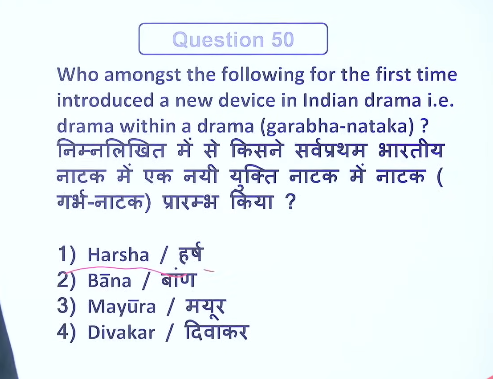 Question 50
Who amongst the following for the first time
introduced a new device in Indian drama i.e.
drama within a drama (garabha-nataka) ?
निम्नलिखित में से किसने सर्वप्रथम भारतीय
नाटक में एक नयी युक्ति नाटक में नाटक (
गर्भ-नाटक) प्रारम्भ किया ?
1) Harsha / हर्ष
2) Bāna / बांण
3) Mayūra / मयूर
4) Divakar / दिवाकर